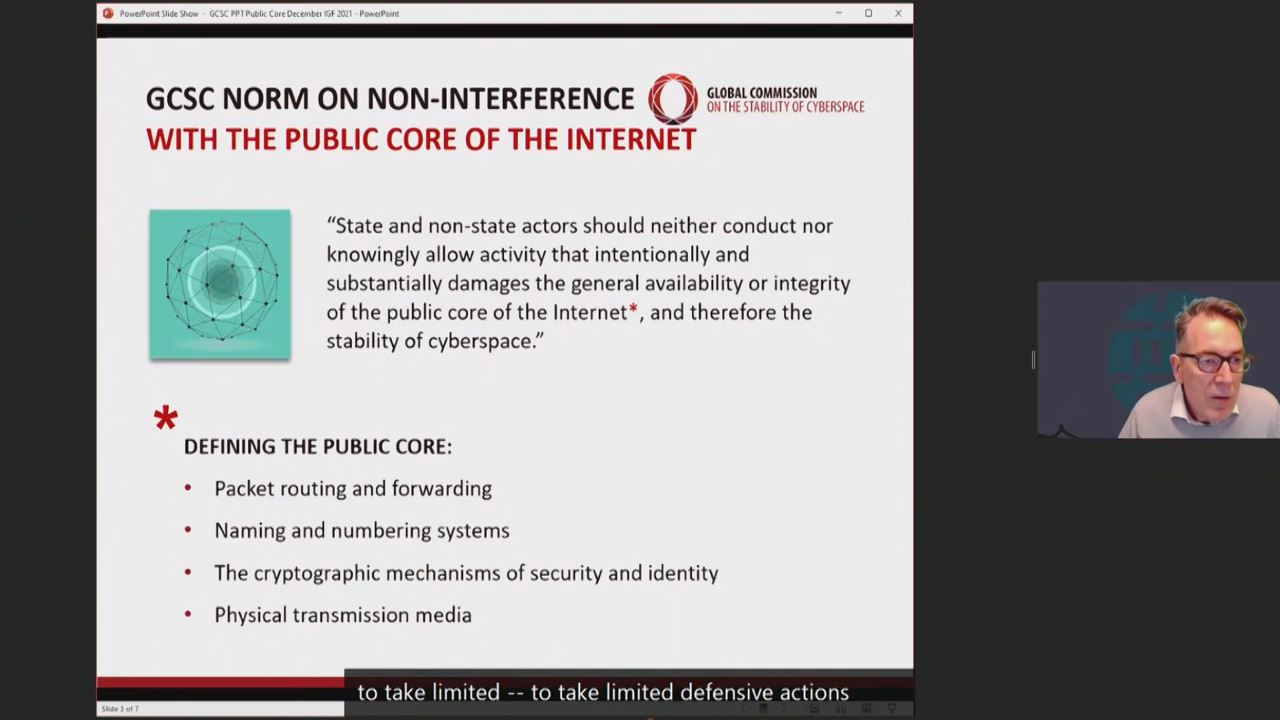 PowerPoint Slide Show - GCSC PPT Public Core December IGF 2021 - PowerPoint
GCSC NORM ON NON-INTERFERENCE
WITH THE PUBLIC CORE OF THE INTERNET
GLOBAL COMMISSION
ON THE STABILITY OF CYBERSPACE
“State and non-state actors should neither conduct nor
knowingly allow activity that intentionally and
substantially damages the general availability or integrity
of the public core of the Internet*, and therefore the
stability of cyberspace.”
*
DEFINING THE PUBLIC CORE:
• Packet routing and forwarding
• Naming and numbering systems
• The cryptographic mechanisms of security and identity
• Physical transmission media
to take limited -- to take limited defensive actions
Slide 3 of 7